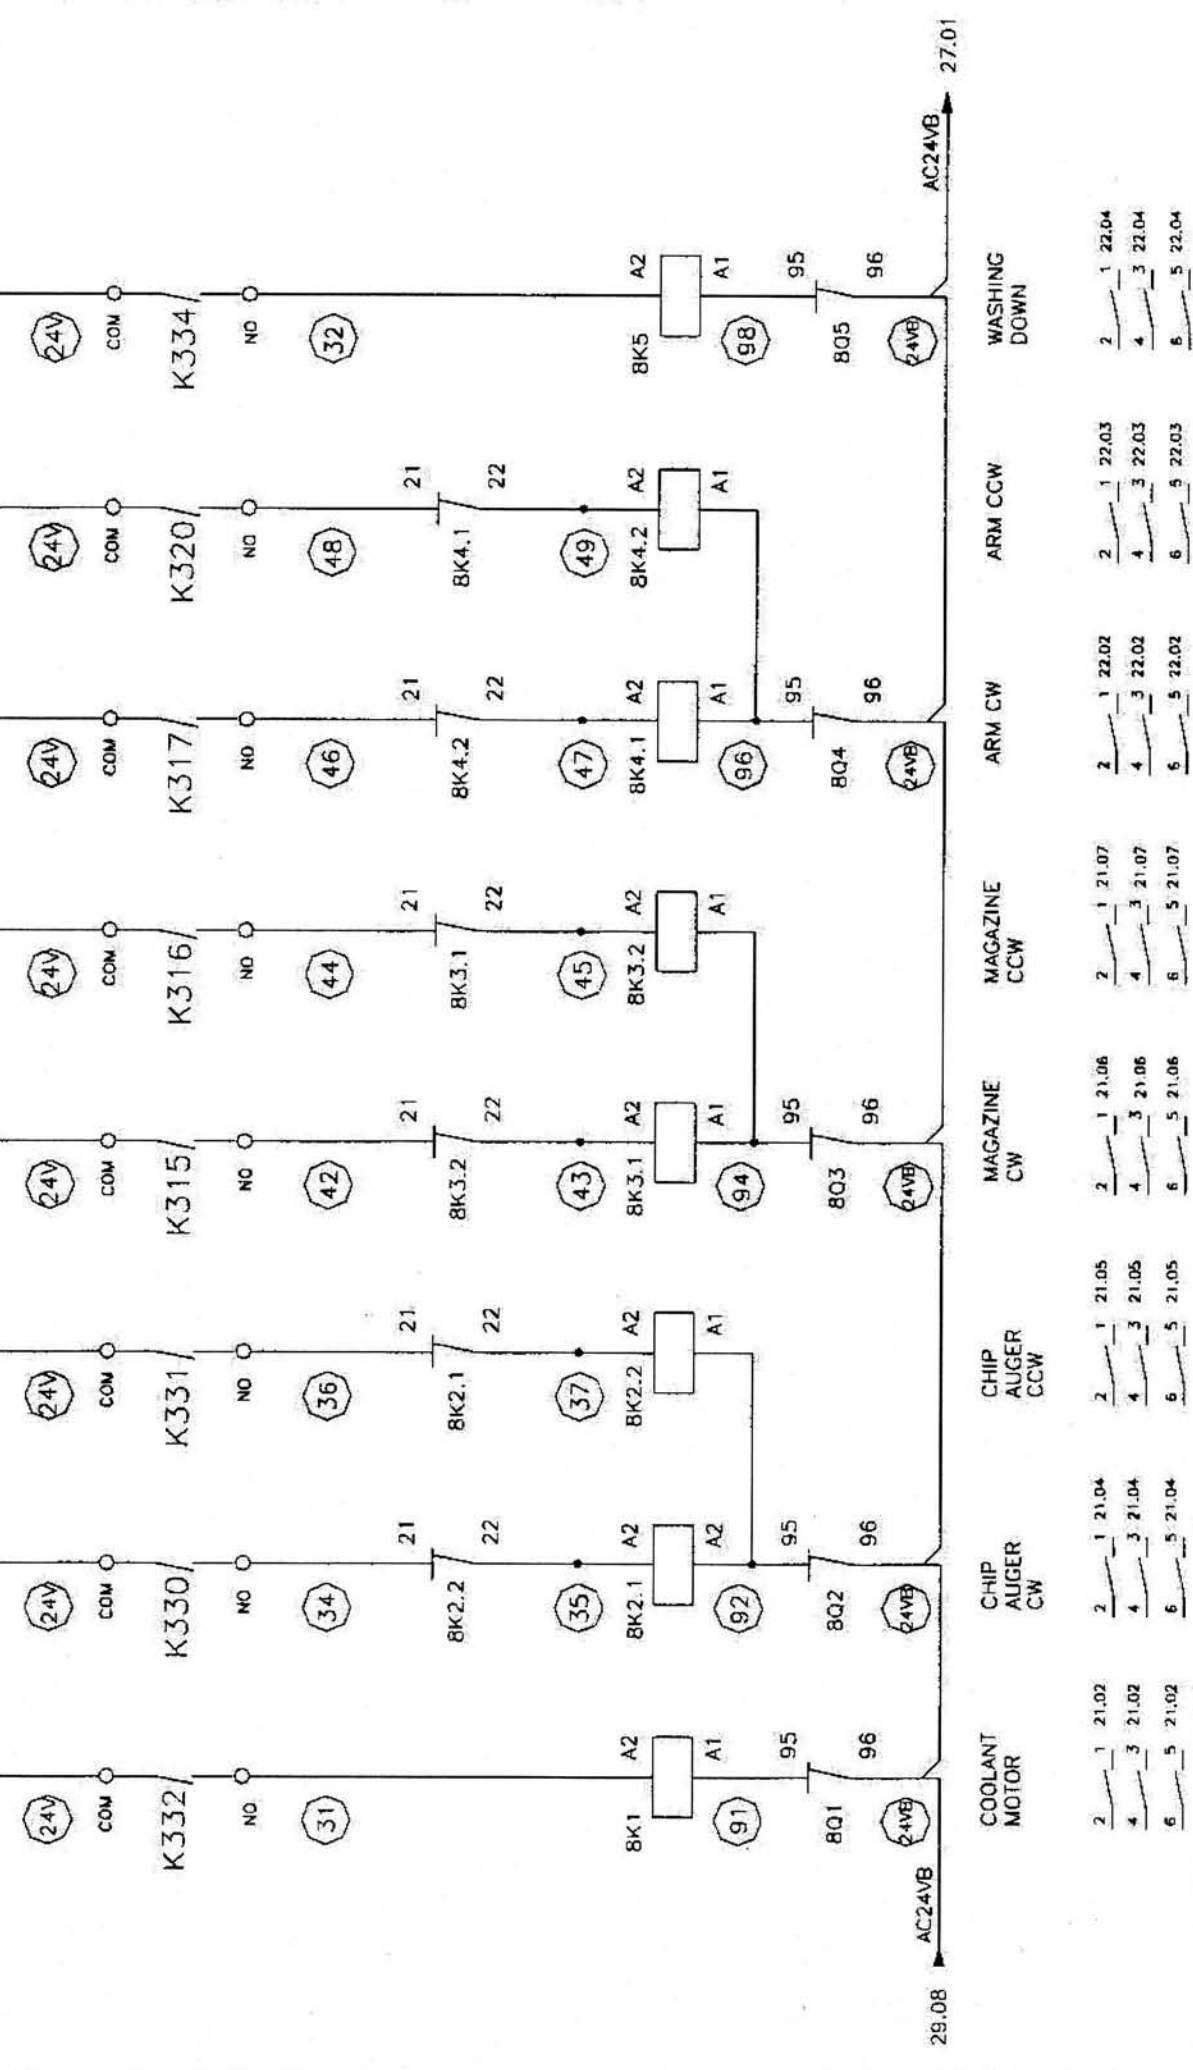 24V 24V 24V 24V 24V 24V 24V 24V
COM COM COM COM COM COM COM COM
K332 K330 K331 K315 K316 K317 K320 K334
NO NO NO NO NO NO NO NO
31 34 36 42 44 46 48 32
21 21 21 21 21 21
8K2.2 8K2.1 8K3.2 8K3.1 8K4.2 8K4.1
22 22 22 22 22 22
35 37 43 45 47 49
8K1 A2 8K2.1 A2 8K2.2 A2 8K3.1 A2 8K3.2 A2 8K4.1 A2 8K4.2 A2 8K5 A2
A1 A2 A1 A1 A1 A1 A1 A1
91 92 94 96 98
95 95 95 95 95
8Q1 8Q2 8Q3 8Q4 8Q5
96 96 96 96 96
AC24VB 24VB 24VB 24VB 24VB 24VB AC24VB
29.08 27.01
COOLANT
MOTOR
CHIP
AUGER
CW
CHIP
AUGER
CCW
MAGAZINE
CW
MAGAZINE
CCW
ARM CW
ARM CCW
WASHING
DOWN
2 1 21.02 2 1 21.04 2 1 21.05 2 1 21.06 2 1 21.07 2 1 22.02 2 1 22.03 2 1 22.04
4 3 21.02 4 3 21.04 4 3 21.05 4 3 21.06 4 3 21.07 4 3 22.02 4 3 22.03 4 3 22.04
6 5 21.02 6 5 21.04 6 5 21.05 6 5 21.06 6 5 21.07 6 5 22.02 6 5 22.03 6 5 22.04